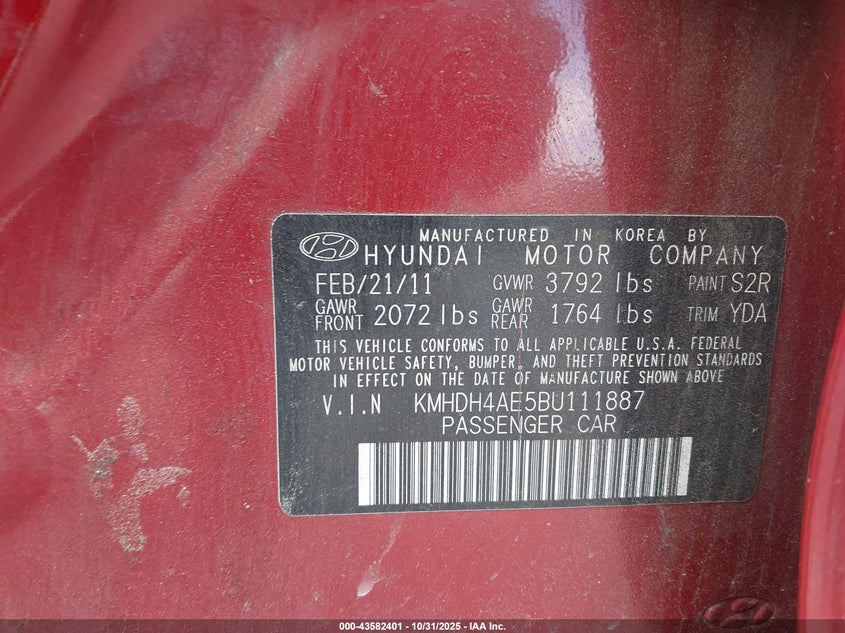 MANUFACTURED IN KOREA BY
HYUNDAI MOTOR COMPANY
FEB/21/11 GVWR 3792 lbs PAINT S2R
GAWR FRONT 2072 lbs GAWR REAR 1764 lbs TRIM YDA
THIS VEHICLE CONFORMS TO ALL APPLICABLE U.S.A. FEDERAL
MOTOR VEHICLE SAFETY, BUMPER, AND THEFT PREVENTION STANDARDS
IN EFFECT ON THE DATE OF MANUFACTURE SHOWN ABOVE
V.I.N KMHDH4AE5BU111887
PASSENGER CAR
000-43582401 - 10/31/2025 - IAA Inc.